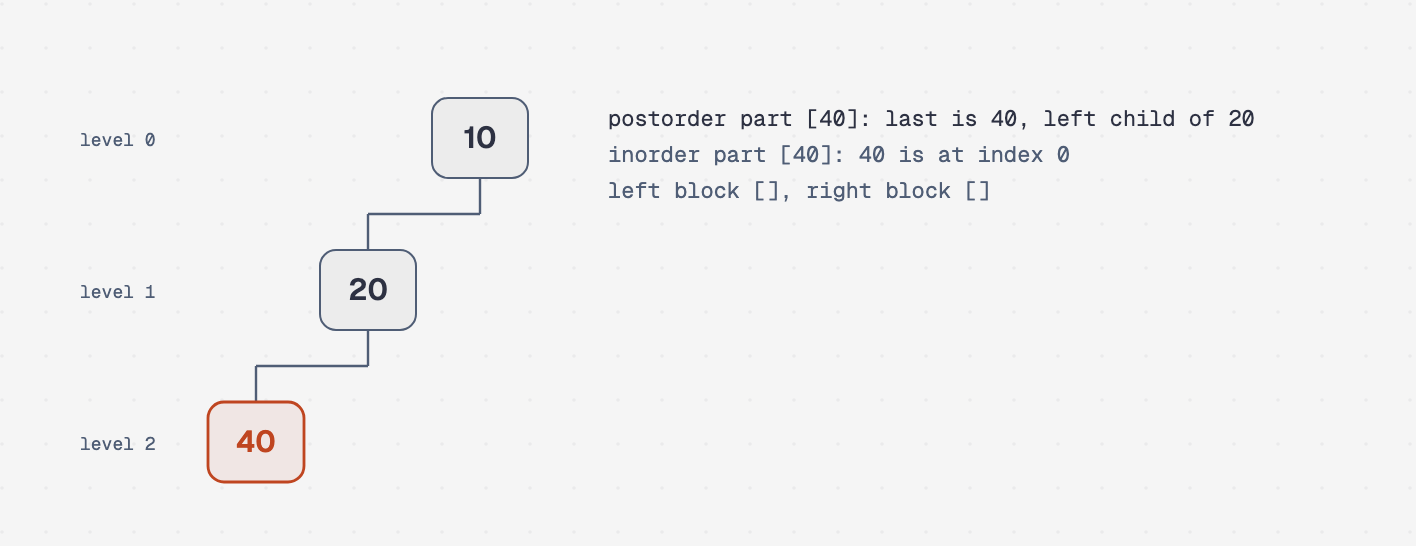 level 0
10
postorder part [40]: last is 40, left child of 20
inorder part [40]: 40 is at index 0
left block [], right block []
level 1
20
level 2
40